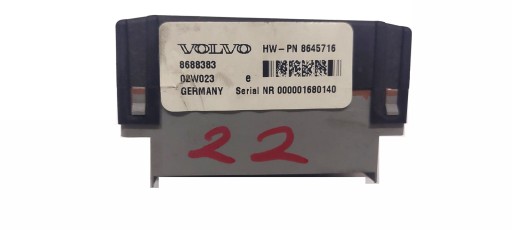 VOLVO HW-PN 8645716
8688383
02W023 e
GERMANY Serial NR 000001680140
22